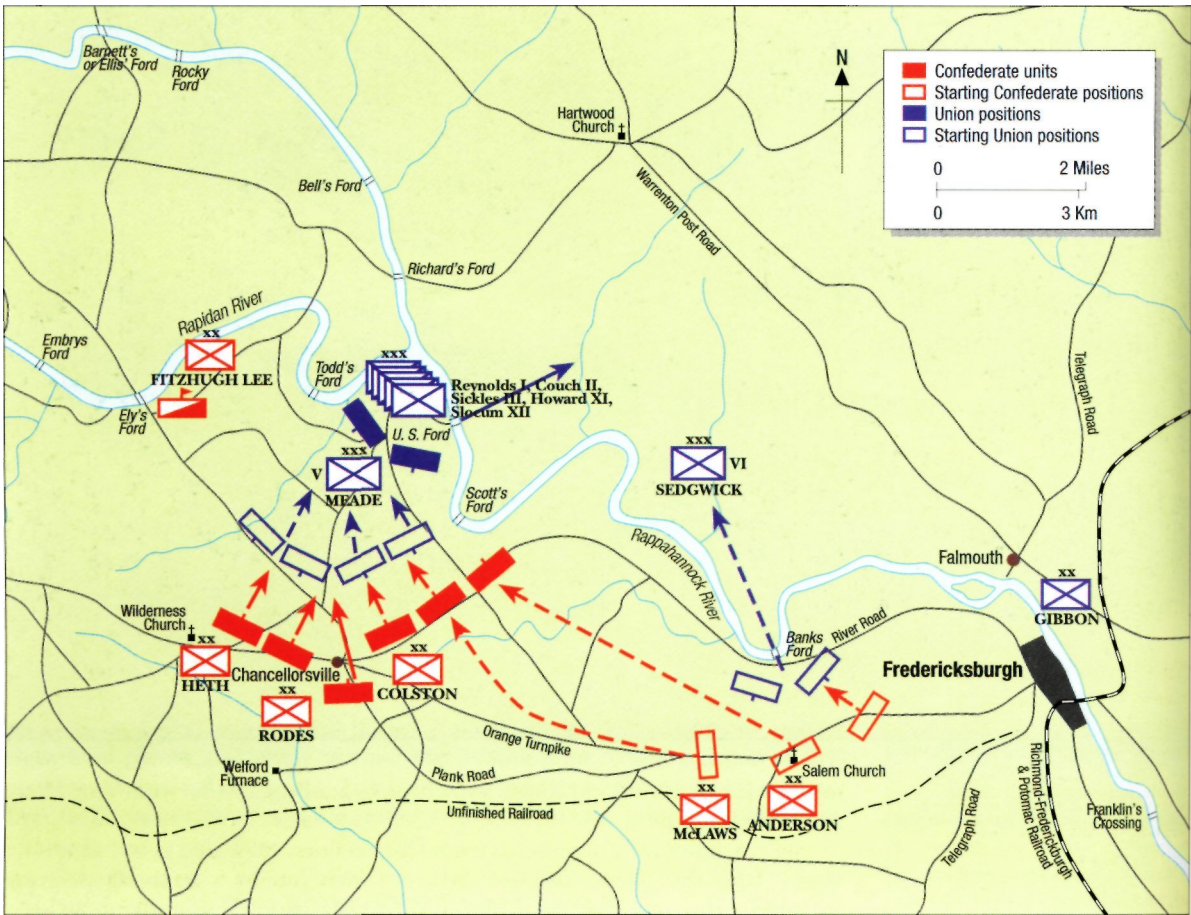 Barnett's
or Ellis' Ford
Rocky
Ford
N
Confederate units
Starting Confederate positions
Union positions
Starting Union positions
0 2 Miles
0 3 Km
Hartwood
Church
Bell's Ford
Warrenton Post Road
Richard's Ford
Rapidan River
Embrys
Ford
xx
FITZHUGH LEE
Ely's
Ford
Todd's
Ford
xxx
Reynolds I, Couch II,
Sickles III, Howard XI,
Slocum XII
U. S. Ford
xxx
V
MEADE
Scott's
Ford
xxx
VI
SEDGWICK
Telegraph Road
Rappahannock River
Falmouth
xx
GIBBON
Banks
Ford
River Road
Fredericksburgh
Wilderness
Church
xx
HETH
Chancellorsville
xx
COLSTON
xx
RODES
Orange Turnpike
Plank Road
Welford
Furnace
Unfinished Railroad
Salem Church
xx
McLAWS
xx
ANDERSON
Telegraph Road
Richmond-Fredericksburgh
& Potomac Railroad
Franklin's
Crossing